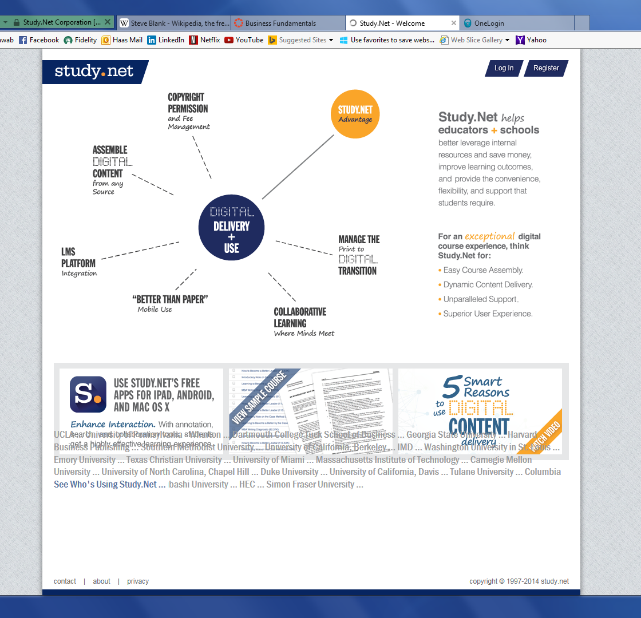 Study.Net Corporation [...
Steve Blank - Wikipedia, the fre...
Business Fundamentals
Study.Net - Welcome
OneLogin
Facebook
Fidelity
Haas Mail
LinkedIn
Netflix
YouTube
Suggested Sites
Use favorites to save webs...
Web Slice Gallery
Yahoo
study.net
Log In
Register
COPYRIGHT
PERMISSION
and Fee
Management
STUDY.NET
Advantage
ASSEMBLE
DIGITAL
CONTENT
from any
Source
DIGITAL
DELIVERY
+
USE
LMS
PLATFORM
Integration
MANAGE THE
Print to
DIGITAL
TRANSITION
"BETTER THAN PAPER"
Mobile Use
COLLABORATIVE
LEARNING
Where Minds Meet
Study.Net helps
educators + schools
better leverage internal
resources and save money,
improve learning outcomes,
and provide the convenience,
flexibility, and support that
students require.
For an exceptional digital
course experience, think
Study.Net for:
• Easy Course Assembly.
• Dynamic Content Delivery.
• Unparalleled Support.
• Superior User Experience.
S.
USE STUDY.NET'S FREE
APPS FOR IPAD, ANDROID,
AND MAC OS X
Enhance Interaction. With annotation,
get a highly effective learning experience.
VIEW SAMPLE COURSE
5 Smart
Reasons
to
use DIGITAL
CONTENT
delivery
VIDEO
UCLA ... University of Pennsylvania - Wharton ... Dartmouth College Tuck School of Business ... Georgia State University ... Harvard
Business Publishing ... Southern Methodist University ... University of California, Berkeley ... IMD ... Washington University in St. Louis ...
Emory University ... Texas Christian University ... University of Miami ... Massachusetts Institute of Technology ... Carnegie Mellon
University ... University of North Carolina, Chapel Hill ... Duke University ... University of California, Davis ... Tulane University ... Columbia
See Who's Using Study.Net ... bashi University ... HEC ... Simon Fraser University ...
contact | about | privacy
copyright © 1997-2014 study.net